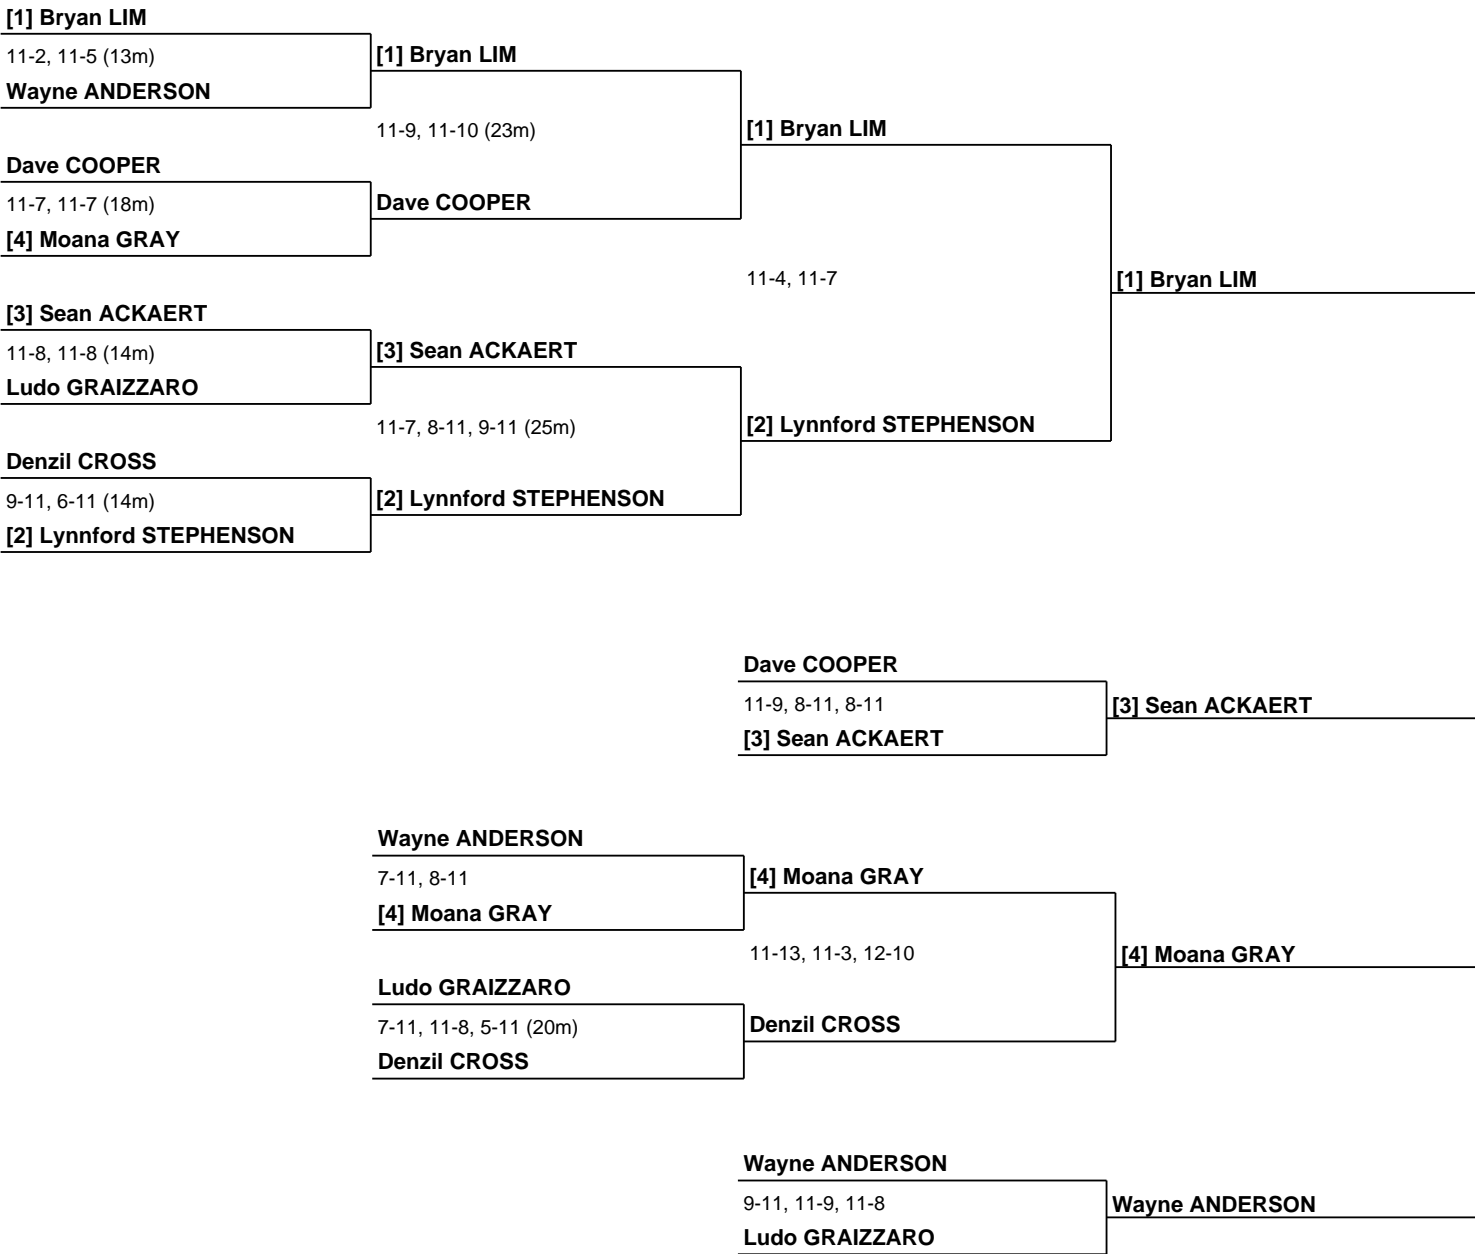 [1] Bryan LIM
11-2, 11-5 (13m)
[1] Bryan LIM
Wayne ANDERSON
11-9, 11-10 (23m)
[1] Bryan LIM
Dave COOPER
11-7, 11-7 (18m)
Dave COOPER
[4] Moana GRAY
11-4, 11-7
[1] Bryan LIM
[3] Sean ACKAERT
11-8, 11-8 (14m)
[3] Sean ACKAERT
Ludo GRAIZZARO
11-7, 8-11, 9-11 (25m)
[2] Lynnford STEPHENSON
Denzil CROSS
9-11, 6-11 (14m)
[2] Lynnford STEPHENSON
[2] Lynnford STEPHENSON
Dave COOPER
11-9, 8-11, 8-11
[3] Sean ACKAERT
[3] Sean ACKAERT
Wayne ANDERSON
7-11, 8-11
[4] Moana GRAY
[4] Moana GRAY
11-13, 11-3, 12-10
[4] Moana GRAY
Ludo GRAIZZARO
7-11, 11-8, 5-11 (20m)
Denzil CROSS
Denzil CROSS
Wayne ANDERSON
9-11, 11-9, 11-8
Wayne ANDERSON
Ludo GRAIZZARO